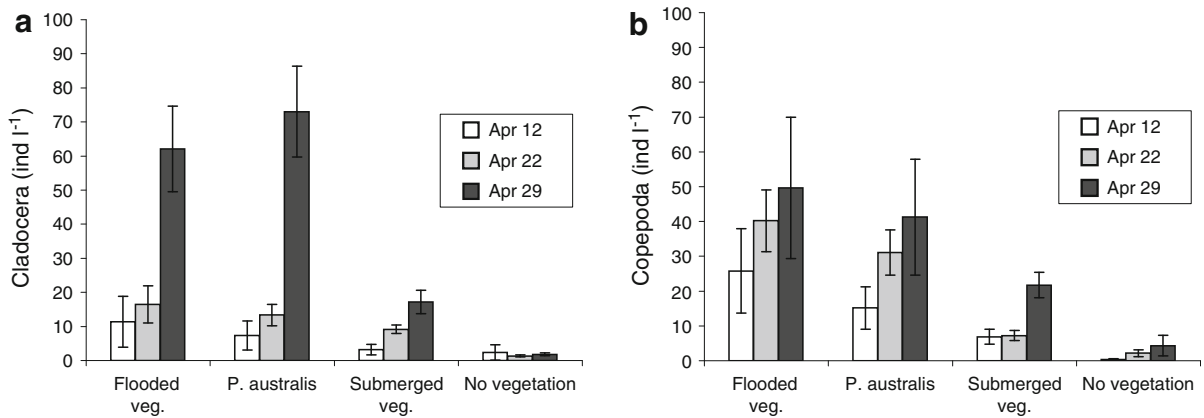 a
Cladocera (ind l-1)
100
90
80
70
60
50
40
30
20
10
0
Apr 12
Apr 22
Apr 29
Flooded
veg.
P. australis
Submerged
veg.
No vegetation
b
Copepoda (ind l-1)
100
90
80
70
60
50
40
30
20
10
0
Apr 12
Apr 22
Apr 29
Flooded
veg.
P. australis
Submerged
veg.
No vegetation